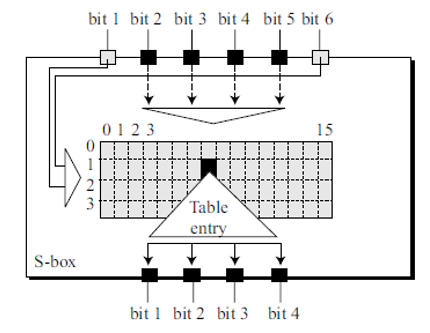 bit 1 bit 2 bit 3 bit 4 bit 5 bit 6
0 1 2 3 15
0
1
2
3
Table
entry
S-box
bit 1 bit 2 bit 3 bit 4